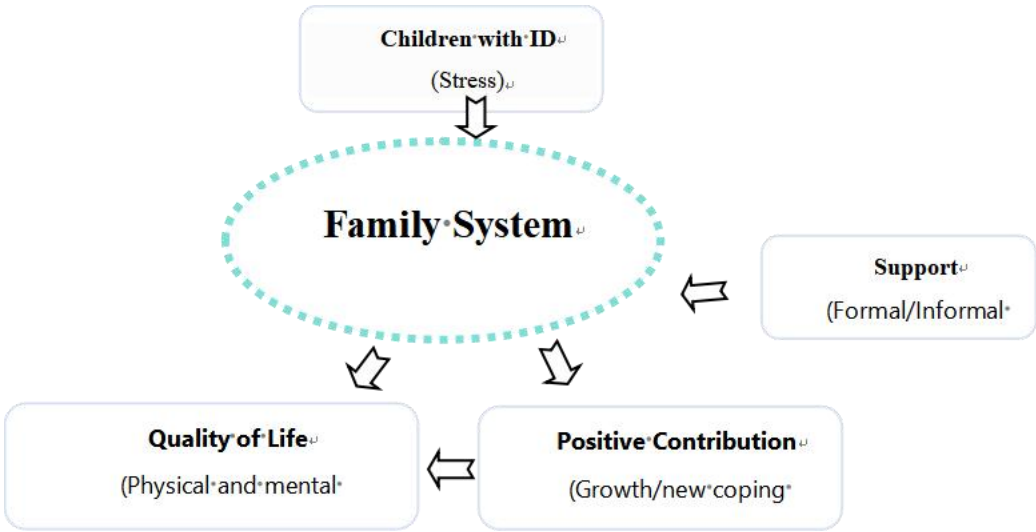 Children with ID
(Stress)
Family System
Support
(Formal/Informal
Quality of Life
(Physical and mental
Positive Contribution
(Growth/new coping